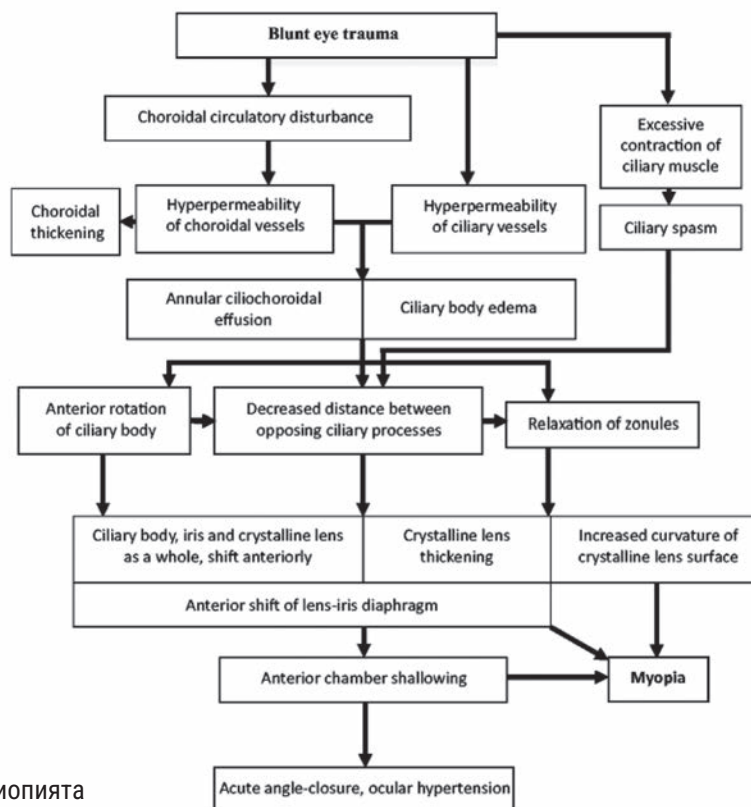 Blunt eye trauma
Choroidal circulatory disturbance
Excessive
contraction of
ciliary muscle
Choroidal
thickening
Hyperpermeability
of choroidal vessels
Hyperpermeability
of ciliary vessels
Ciliary spasm
Annular ciliochoroidal
effusion
Ciliary body edema
Anterior rotation
of ciliary body
Decreased distance between
opposing ciliary processes
Relaxation of zonules
Ciliary body, iris and crystalline lens
as a whole, shift anteriorly
Crystalline lens
thickening
Increased curvature of
crystalline lens surface
Anterior shift of lens-iris diaphragm
Anterior chamber shallowing
Myopia
Acute angle-closure, ocular hypertension